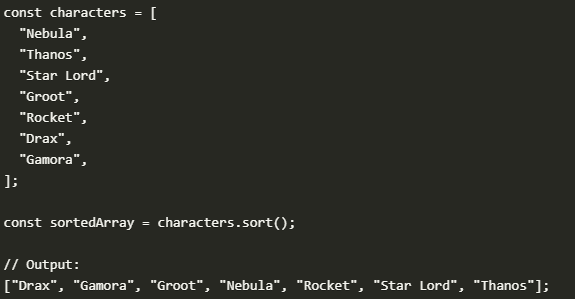 const characters = [
  "Nebula",
  "Thanos",
  "Star Lord",
  "Groot",
  "Rocket",
  "Drax",
  "Gamora",
];
const sortedArray = characters.sort();
// Output:
["Drax", "Gamora", "Groot", "Nebula", "Rocket", "Star Lord", "Thanos"];